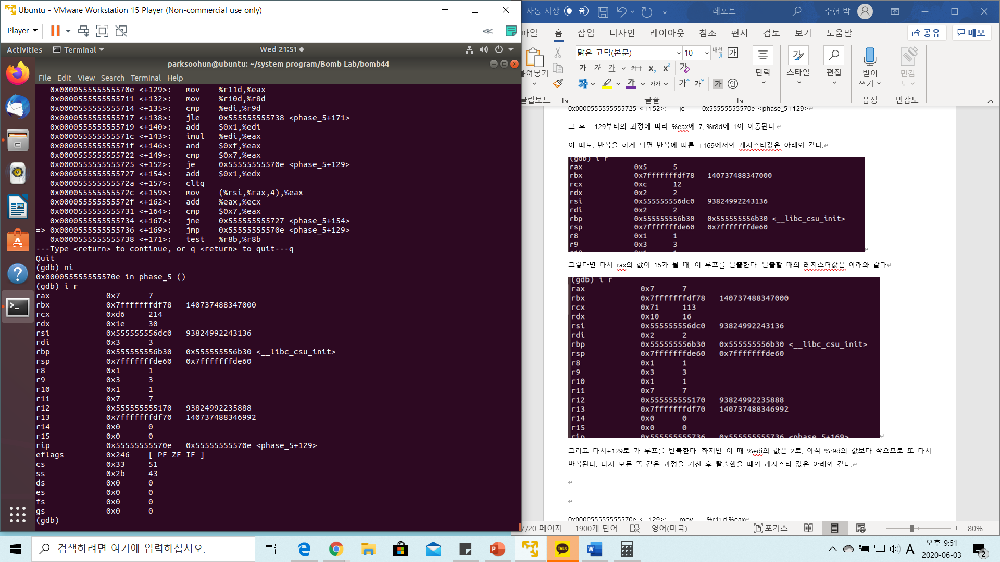 Ubuntu - VMware Workstation 15 Player (Non-commercial use only)
Player
Activities
Terminal
Wed 21:51
parksoohun@ubuntu: ~/system program/Bomb Lab/bomb44
File Edit View Search Terminal Help
0x000055555555570e <+129>: mov %r11d,%eax
0x0000555555555711 <+132>: mov %r10d,%r8d
0x0000555555555714 <+135>: cmp %edi,%r9d
0x0000555555555717 <+138>: jle 0x555555555738 <phase_5+171>
0x0000555555555719 <+140>: add $0x1,%edi
0x000055555555571c <+143>: imul %edi,%eax
0x000055555555571f <+146>: and $0xf,%eax
0x0000555555555722 <+149>: cmp $0x7,%eax
0x0000555555555725 <+152>: je 0x55555555570e <phase_5+129>
0x0000555555555727 <+154>: add $0x1,%edx
0x000055555555572a <+157>: cltq
0x000055555555572c <+159>: mov (%rsi,%rax,4),%eax
0x000055555555572f <+162>: add %eax,%ecx
0x0000555555555731 <+164>: cmp $0x7,%eax
0x0000555555555734 <+167>: jne 0x555555555727 <phase_5+154>
=> 0x0000555555555736 <+169>: jmp 0x55555555570e <phase_5+129>
0x0000555555555738 <+171>: test %r8b,%r8b
---Type <return> to continue, or q <return> to quit---q
Quit
(gdb) ni
0x000055555555570e in phase_5 ()
(gdb) i r
rax 0x7 7
rbx 0x7fffffffdf78 140737488347000
rcx 0xd6 214
rdx 0x1e 30
rsi 0x555555556dc0 93824992243136
rdi 0x3 3
rbp 0x555555556b30 0x555555556b30 <__libc_csu_init>
rsp 0x7fffffffde60 0x7fffffffde60
r8 0x1 1
r9 0x3 3
r10 0x1 1
r11 0x7 7
r12 0x555555555170 93824992235888
r13 0x7fffffffdf70 140737488346992
r14 0x0 0
r15 0x0 0
rip 0x55555555570e 0x55555555570e <phase_5+129>
eflags 0x246 [ PF ZF IF ]
cs 0x33 51
ss 0x2b 43
ds 0x0 0
es 0x0 0
fs 0x0 0
gs 0x0 0
(gdb)
자동 저장 끔 레포트 수헌 박
파일 홈 삽입 디자인 레이아웃 참조 편지 검토 보기 도움말 공유 메모
붙여넣기
클립보드
맑은 고딕(본문) 10
글꼴
단락
스타일
편집
받아 쓰기
음성
민감도
민감도
0x0000555555555725 <+152>: je 0x55555555570e <phase_5+129>
그 후, +129부터의 과정에 따라 %eax에 7, %r8d에 1이 이동된다.
이 때도, 반복을 하게 되면 반복에 따른 +169에서의 레지스터값은 아래와 같다.
(gdb) i r
rax 0x5 5
rbx 0x7fffffffdf78 140737488347000
rcx 0xc 12
rdx 0x2 2
rsi 0x555555556dc0 93824992243136
rdi 0x2 2
rbp 0x555555556b30 0x555555556b30 <__libc_csu_init>
rsp 0x7fffffffde60 0x7fffffffde60
r8 0x1 1
r9 0x3 3
그렇다면 다시 rax의 값이 15가 될 때, 이 루프를 탈출한다. 탈출할 때의 레지스터값은 아래와 같다
(gdb) i r
rax 0x7 7
rbx 0x7fffffffdf78 140737488347000
rcx 0x71 113
rdx 0x10 16
rsi 0x555555556dc0 93824992243136
rdi 0x2 2
rbp 0x555555556b30 0x555555556b30 <__libc_csu_init>
rsp 0x7fffffffde60 0x7fffffffde60
r8 0x1 1
r9 0x3 3
r10 0x1 1
r11 0x7 7
r12 0x555555555170 93824992235888
r13 0x7fffffffdf70 140737488346992
r14 0x0 0
r15 0x0 0
rip 0x555555555736 0x555555555736 <phase_5+169>
그리고 다시+129로 가 루프를 반복한다. 하지만 이 때 %edi의 값은 2로, 아직 %r9d의 값보다 작으므로 또 다시
반복된다. 다시 모든 똑 같은 과정을 거친 후 탈출했을 때의 레지스터 값은 아래와 같다.
0x000055555555570e <+129>: mov %r11d,%eax
7/20 페이지 1900개 단어 영어(미국) 포커스 80%
검색하려면 여기에 입력하십시오.
TALK
A
오후 9:51
2020-06-03
2